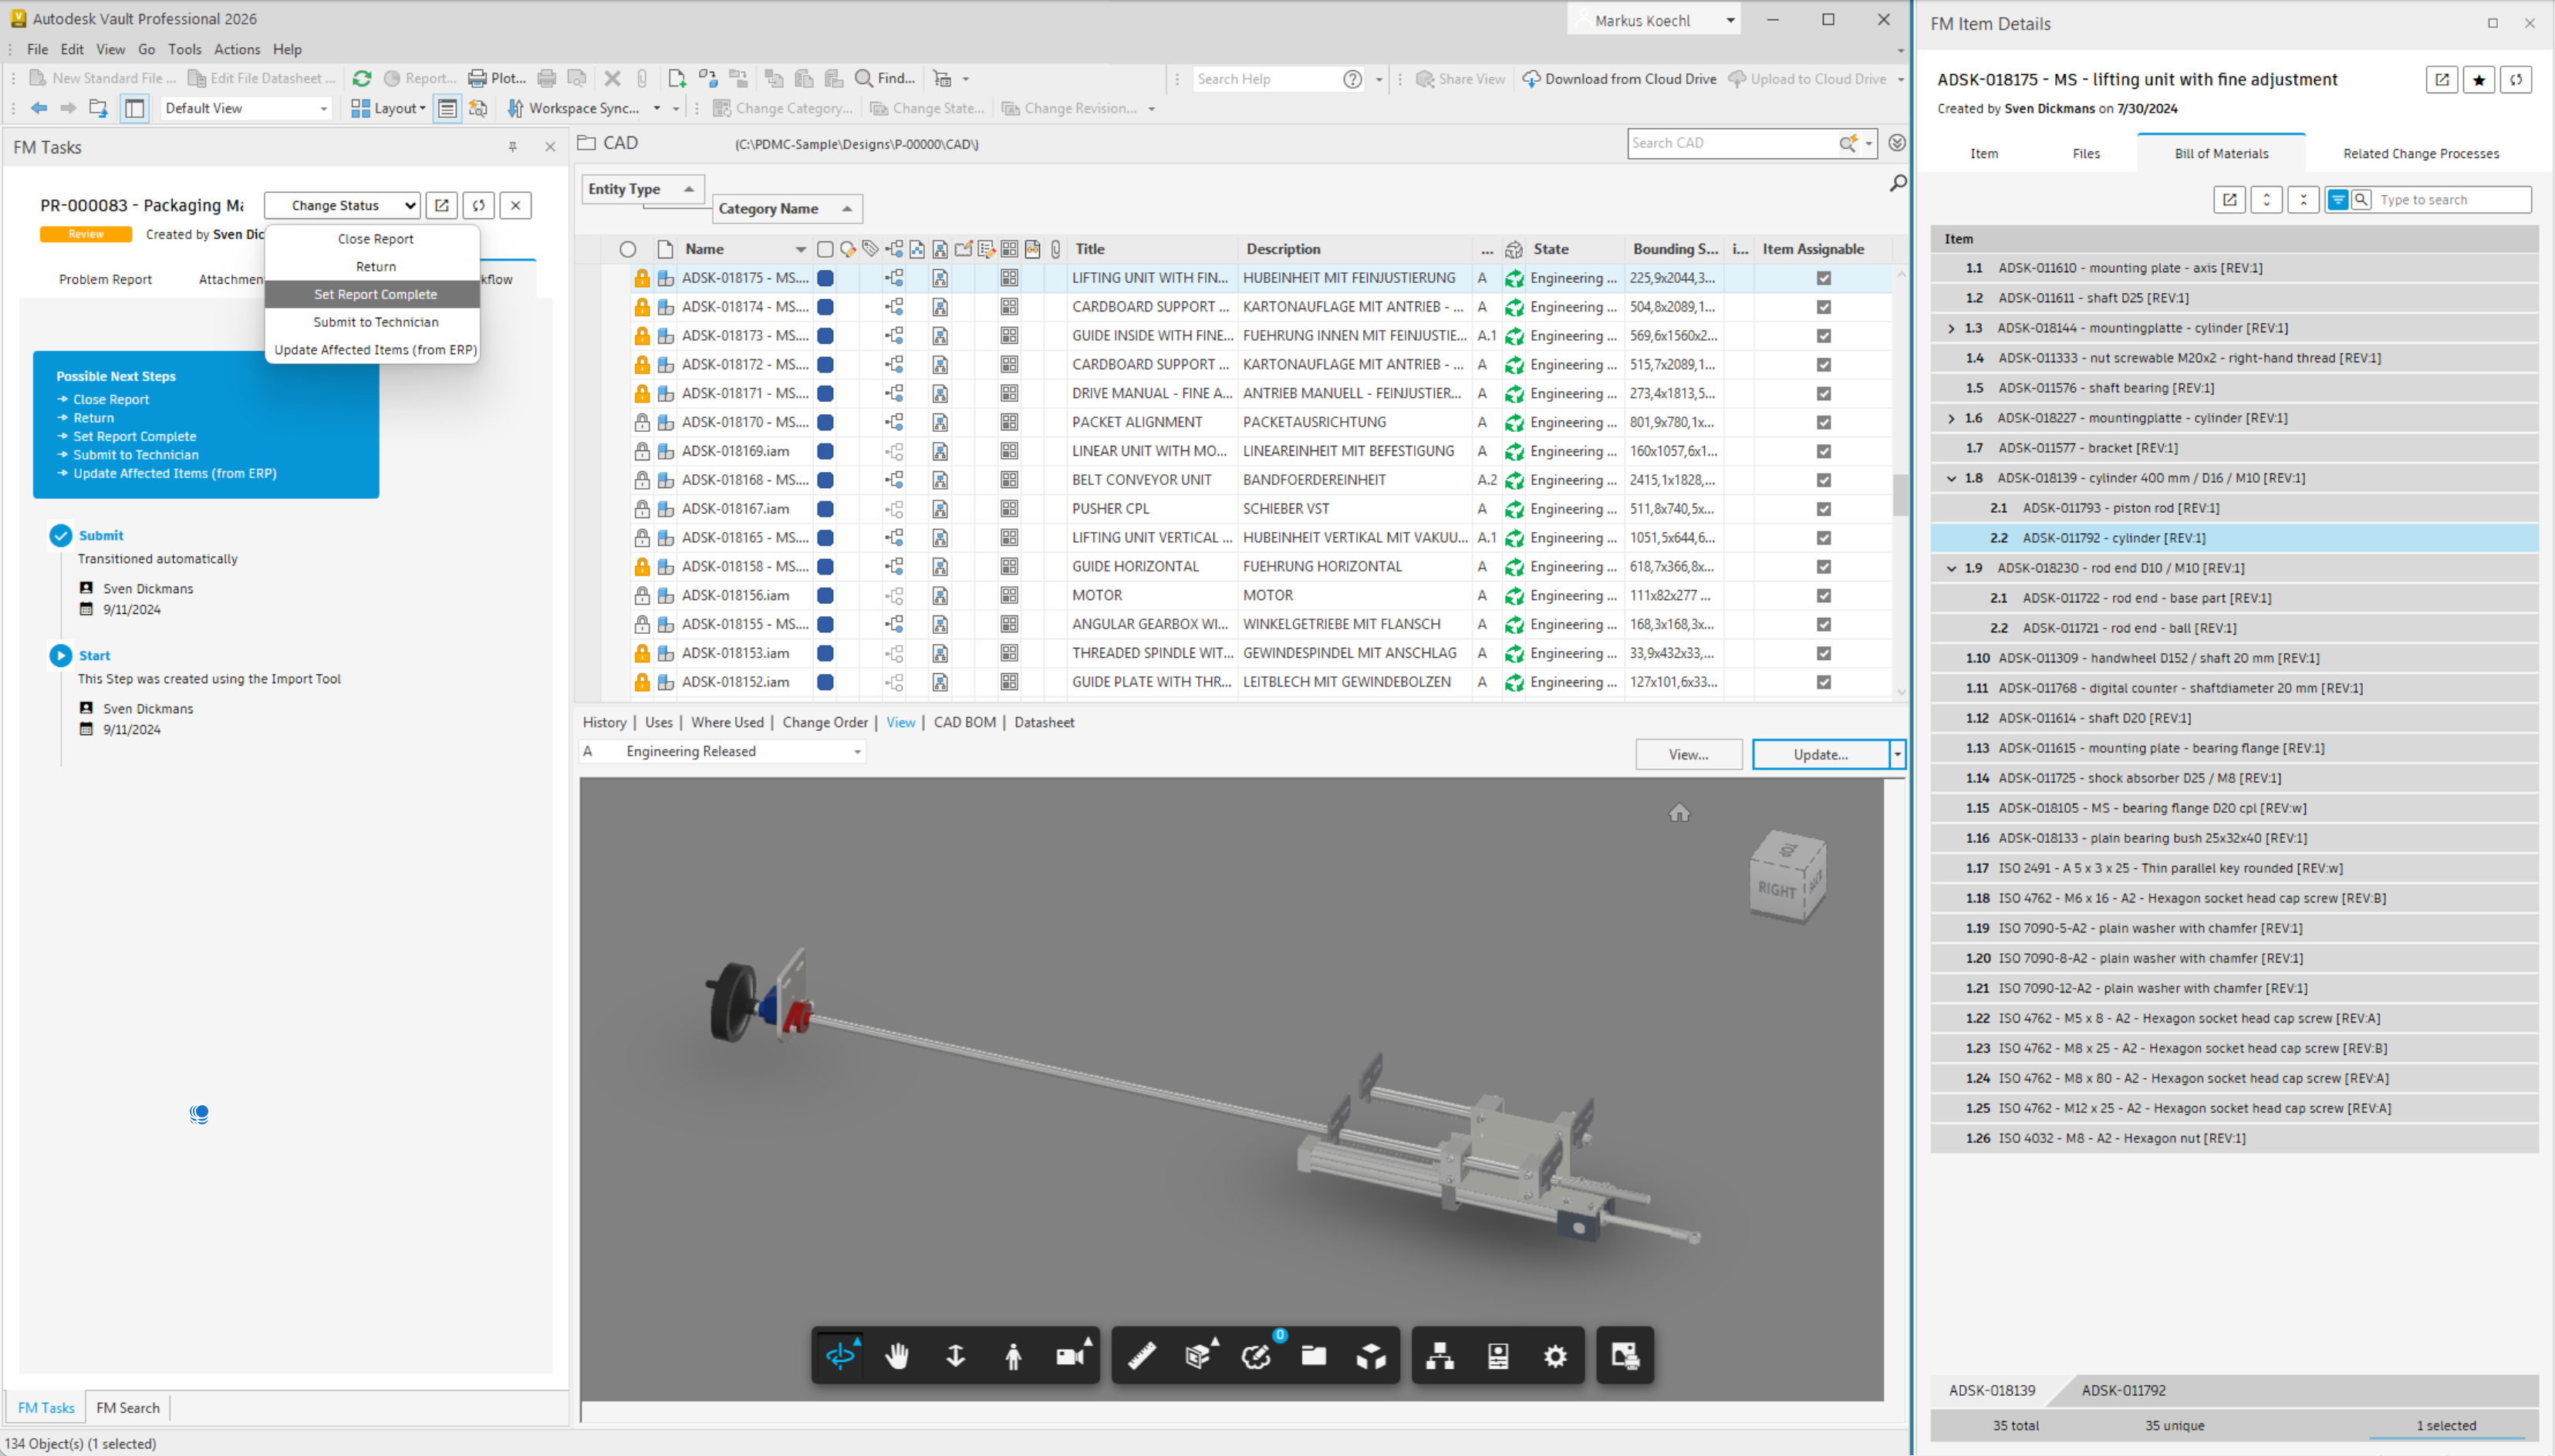 Autodesk Vault Professional 2026
Markus Koechl
File Edit View Go Tools Actions Help
New Standard File ... Edit File Datasheet ... Report... Plot... Find... Search Help Share View Download from Cloud Drive Upload to Cloud Drive
Default View Layout Workspace Sync... Change Category... Change State... Change Revision...
FM Tasks
PR-000083 - Packaging Ma
Change Status
Review
Created by Sven Dic
Close Report
Return
Set Report Complete
Submit to Technician
Update Affected Items (from ERP)
Problem Report
Attachmen
kflow
Possible Next Steps
Close Report
Return
Set Report Complete
Submit to Technician
Update Affected Items (from ERP)
Submit
Transitioned automatically
Sven Dickmans
9/11/2024
Start
This Step was created using the Import Tool
Sven Dickmans
9/11/2024
FM Tasks FM Search
134 Object(s) (1 selected)
CAD (C:\PDMC-Sample\Designs\P-00000\CAD\)
Search CAD
Entity Type
Category Name
Name Title Description ... State Bounding S... i... Item Assignable
ADSK-018175 - MS.... LIFTING UNIT WITH FIN... HUBEINHEIT MIT FEINJUSTIERUNG A Engineering ... 225,9x2044,3...
ADSK-018174 - MS.... CARDBOARD SUPPORT ... KARTONAUFLAGE MIT ANTRIEB - ... A Engineering ... 504,8x2089,1...
ADSK-018173 - MS.... GUIDE INSIDE WITH FINE... FUEHRUNG INNEN MIT FEINJUSTIE... A.1 Engineering ... 569,6x1560x2...
ADSK-018172 - MS.... CARDBOARD SUPPORT ... KARTONAUFLAGE MIT ANTRIEB - ... A Engineering ... 515,7x2089,1...
ADSK-018171 - MS.... DRIVE MANUAL - FINE A... ANTRIEB MANUELL - FEINJUSTIER... A Engineering ... 273,4x1813,5...
ADSK-018170 - MS.... PACKET ALIGNMENT PACKETAUSRICHTUNG A Engineering ... 801,9x780,1x...
ADSK-018169.iam LINEAR UNIT WITH MO... LINEAREINHEIT MIT BEFESTIGUNG A Engineering ... 160x1057,6x1...
ADSK-018168 - MS.... BELT CONVEYOR UNIT BANDFOERDEREINHEIT A.2 Engineering ... 2415,1x1828,...
ADSK-018167.iam PUSHER CPL SCHIEBER VST A Engineering ... 511,8x740,5x...
ADSK-018165 - MS.... LIFTING UNIT VERTICAL ... HUBEINHEIT VERTIKAL MIT VAKUU... A.1 Engineering ... 1051,5x644,6...
ADSK-018158 - MS.... GUIDE HORIZONTAL FUEHRUNG HORIZONTAL A Engineering ... 618,7x366,8x...
ADSK-018156.iam MOTOR MOTOR A Engineering ... 111x82x277 ...
ADSK-018155 - MS.... ANGULAR GEARBOX WI... WINKELGETRIEBE MIT FLANSCH A Engineering ... 168,3x168,3x...
ADSK-018153.iam THREADED SPINDLE WIT... GEWINDESPINDEL MIT ANSCHLAG A Engineering ... 33,9x432x33,...
ADSK-018152.iam GUIDE PLATE WITH THR... LEITBLECH MIT GEWINDEBOLZEN A Engineering ... 127x101,6x33...
History | Uses | Where Used | Change Order | View | CAD BOM | Datasheet
A Engineering Released
View... Update...
TOP
RIGHT
0
FM Item Details
ADSK-018175 - MS - lifting unit with fine adjustment
Created by Sven Dickmans on 7/30/2024
Item Files Bill of Materials Related Change Processes
Type to search
Item
1.1 ADSK-011610 - mounting plate - axis [REV:1]
1.2 ADSK-011611 - shaft D25 [REV:1]
1.3 ADSK-018144 - mountingplatte - cylinder [REV:1]
1.4 ADSK-011333 - nut screwable M20x2 - right-hand thread [REV:1]
1.5 ADSK-011576 - shaft bearing [REV:1]
1.6 ADSK-018227 - mountingplatte - cylinder [REV:1]
1.7 ADSK-011577 - bracket [REV:1]
1.8 ADSK-018139 - cylinder 400 mm / D16 / M10 [REV:1]
2.1 ADSK-011793 - piston rod [REV:1]
2.2 ADSK-011792 - cylinder [REV:1]
1.9 ADSK-018230 - rod end D10 / M10 [REV:1]
2.1 ADSK-011722 - rod end - base part [REV:1]
2.2 ADSK-011721 - rod end - ball [REV:1]
1.10 ADSK-011309 - handwheel D152 / shaft 20 mm [REV:1]
1.11 ADSK-011768 - digital counter - shaftdiameter 20 mm [REV:1]
1.12 ADSK-011614 - shaft D20 [REV:1]
1.13 ADSK-011615 - mounting plate - bearing flange [REV:1]
1.14 ADSK-011725 - shock absorber D25 / M8 [REV:1]
1.15 ADSK-018105 - MS - bearing flange D20 cpl [REV:w]
1.16 ADSK-018133 - plain bearing bush 25x32x40 [REV:1]
1.17 ISO 2491 - A 5 x 3 x 25 - Thin parallel key rounded [REV:w]
1.18 ISO 4762 - M6 x 16 - A2 - Hexagon socket head cap screw [REV:B]
1.19 ISO 7090-5-A2 - plain washer with chamfer [REV:1]
1.20 ISO 7090-8-A2 - plain washer with chamfer [REV:1]
1.21 ISO 7090-12-A2 - plain washer with chamfer [REV:1]
1.22 ISO 4762 - M5 x 8 - A2 - Hexagon socket head cap screw [REV:A]
1.23 ISO 4762 - M8 x 25 - A2 - Hexagon socket head cap screw [REV:B]
1.24 ISO 4762 - M8 x 80 - A2 - Hexagon socket head cap screw [REV:A]
1.25 ISO 4762 - M12 x 25 - A2 - Hexagon socket head cap screw [REV:A]
1.26 ISO 4032 - M8 - A2 - Hexagon nut [REV:1]
ADSK-018139 ADSK-011792
35 total 35 unique 1 selected